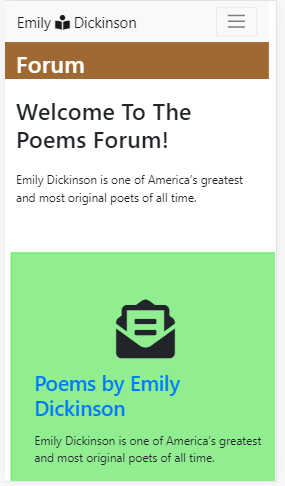 Emily Dickinson
Forum
Welcome To The
Poems Forum!
Emily Dickinson is one of America's greatest
and most original poets of all time.
Poems by Emily
Dickinson
Emily Dickinson is one of America's greatest
and most original poets of all time.